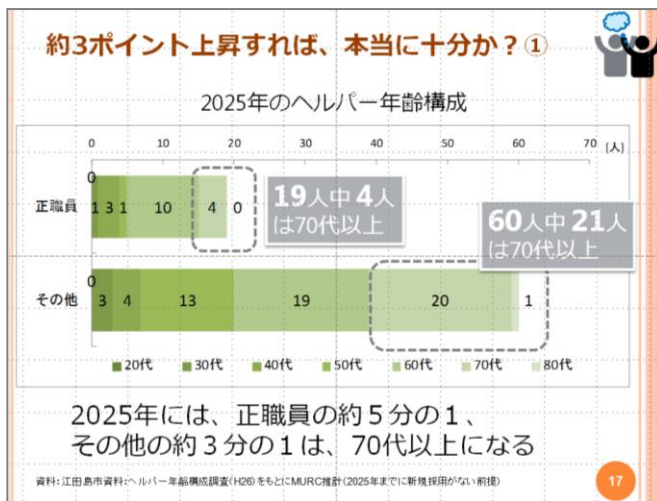 約3ポイント上昇すれば、本当に十分か?①
2025年のヘルパー年齢構成
0 10 20 30 40 50 60 70 [人]
正職員 0 1 3 1 10 4 0
19人中4人
は70代以上
60人中21人
は70代以上
その他 0 3 4 13 19 20 1
■20代 ■30代 ■40代 ■50代 ■60代 ■70代 ■80代
2025年には、正職員の約5分の1、
その他の約3分の1は、70代以上になる
資料:江田島市資料:ヘルパー年齢構成調査(H26)をもとにMURC推計(2025年までに新規採用がない前提)
17